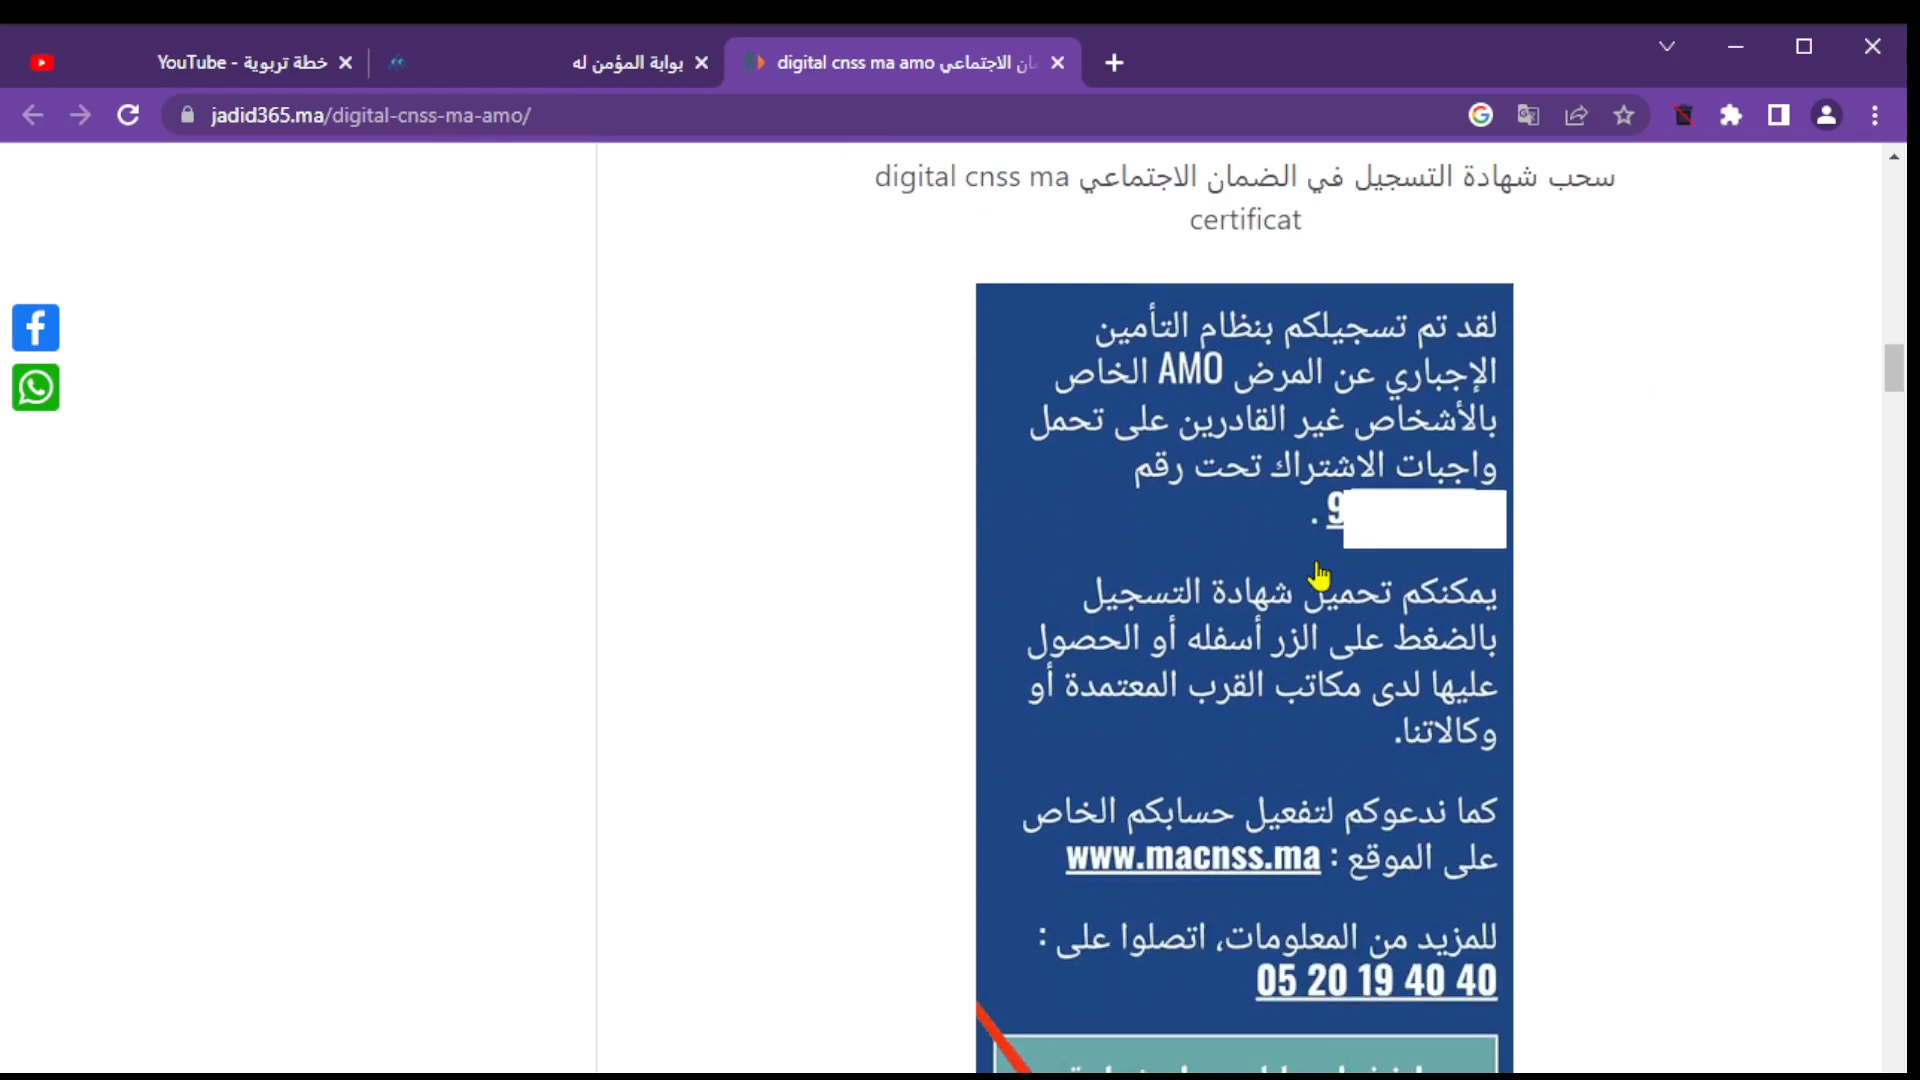 خطة تربوية - YouTube
بوابة المؤمن له
digital cnss ma amo ان الاجتماعي
jadid365.ma/digital-cnss-ma-amo/
سحب شهادة التسجيل في الضمان الاجتماعي digital cnss ma
certificat
لقد تم تسجيلكم بنظام التأمين
الإجباري عن المرض AMO الخاص
بالأشخاص غير القادرين على تحمل
واجبات الاشتراك تحت رقم
9 .
يمكنكم تحميل شهادة التسجيل
بالضغط على الزر أسفله أو الحصول
عليها لدى مكاتب القرب المعتمدة أو
وكالاتنا.
كما ندعوكم لتفعيل حسابكم الخاص
على الموقع : www.macnss.ma
للمزيد من المعلومات، اتصلوا على :
05 20 19 40 40